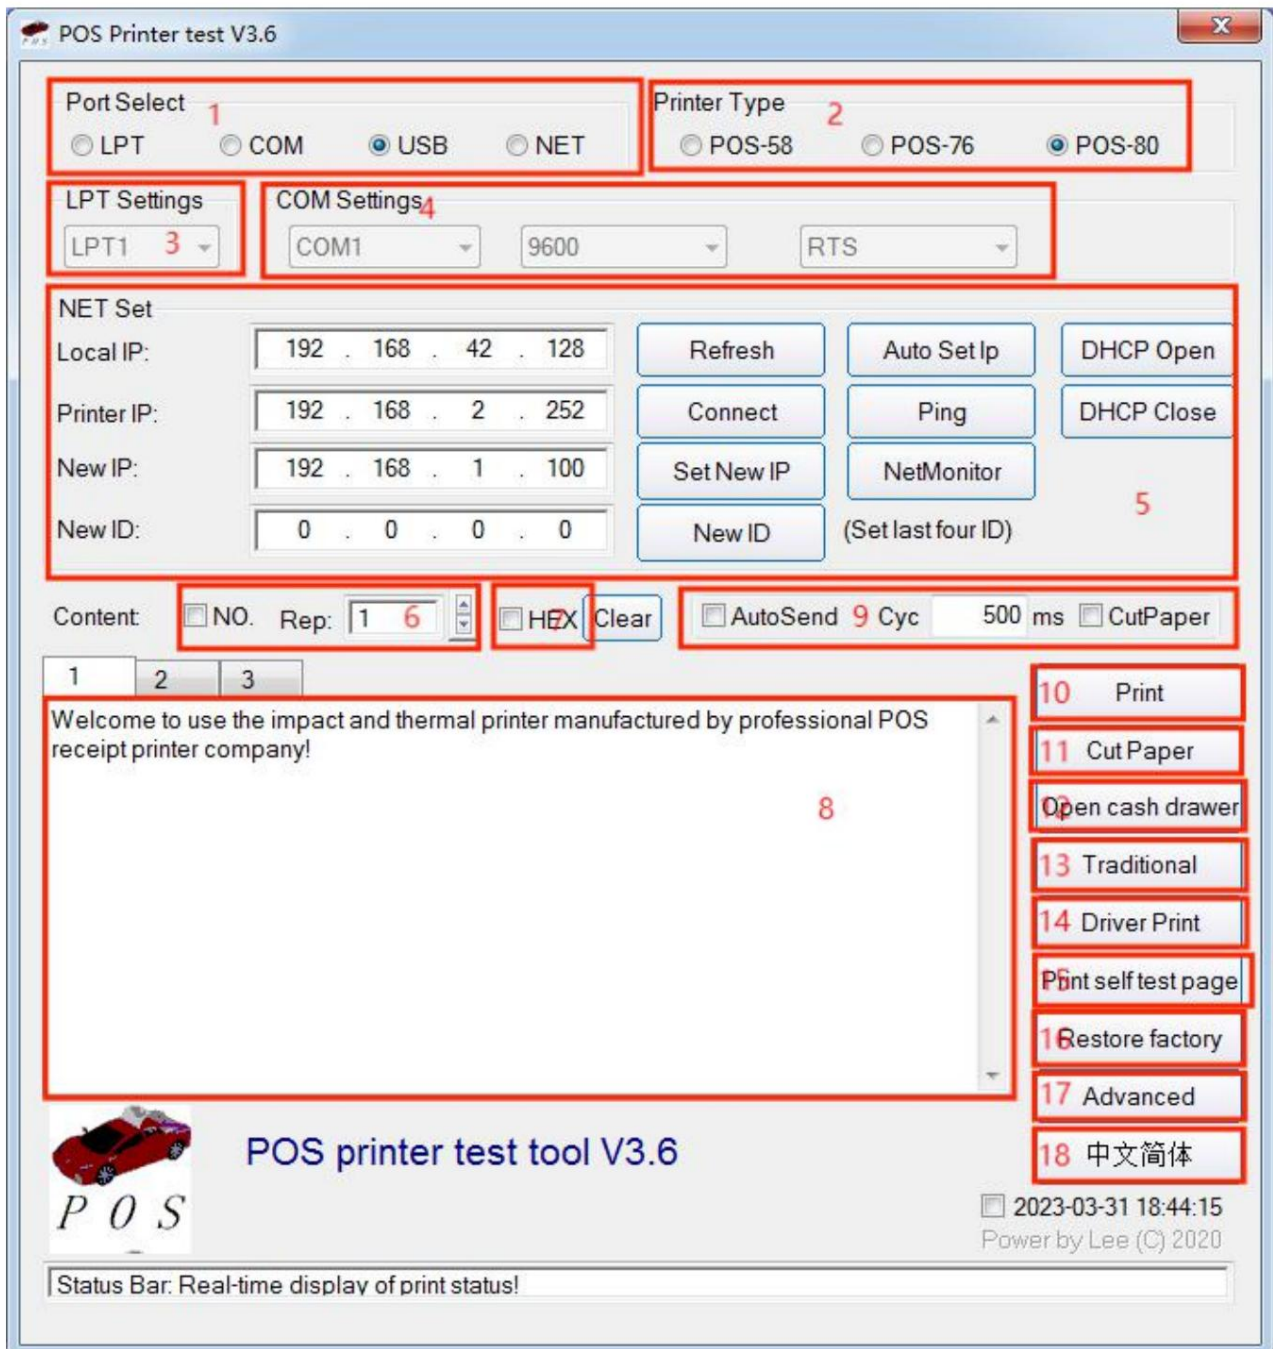 POS Printer test V3.6
Port Select 1
LPT COM USB NET
Printer Type 2
POS-58 POS-76 POS-80
LPT Settings
LPT1 3
COM Settings 4
COM1 9600 RTS
NET Set
Local IP: 192 . 168 . 42 . 128 Refresh Auto Set Ip DHCP Open
Printer IP: 192 . 168 . 2 . 252 Connect Ping DHCP Close
New IP: 192 . 168 . 1 . 100 Set New IP NetMonitor
5
New ID: 0 . 0 . 0 . 0 New ID (Set last four ID)
Content: NO. Rep: 1 6 HEX 7 Clear AutoSend 9 Cyc 500 ms CutPaper
1 2 3
Welcome to use the impact and thermal printer manufactured by professional POS
receipt printer company!
8
10 Print
11 Cut Paper
12 Open cash drawer
13 Traditional
14 Driver Print
15 Print self test page
16 Restore factory
17 Advanced
18 中文简体
POS
POS printer test tool V3.6
2023-03-31 18:44:15
Power by Lee (C) 2020
Status Bar: Real-time display of print status!